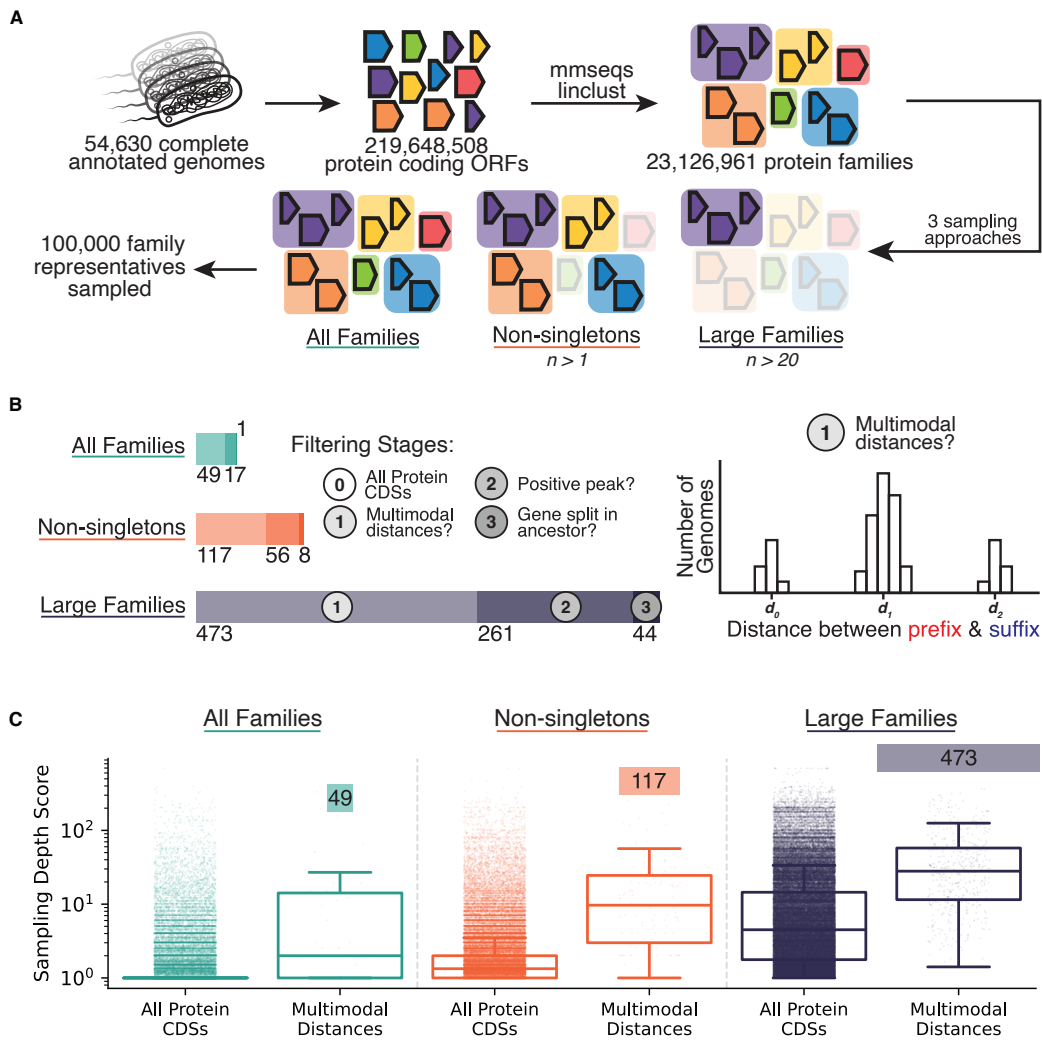 A
54,630 complete
annotated genomes
219,648,508
protein coding ORFs
mmseqs
linclust
23,126,961 protein families
3 sampling
approaches
100,000 family
representatives
sampled
All Families
Non-singletons
n > 1
Large Families
n > 20
B
All Families
1
49 17
Non-singletons
117 56 8
Large Families
1 2 3
473 261 44
Filtering Stages:
0 All Protein
CDSs
1 Multimodal
distances?
2 Positive peak?
3 Gene split in
ancestor?
1 Multimodal
distances?
Number of
Genomes
d0 d1 d2
Distance between prefix & suffix
C
All Families
Non-singletons
Large Families
49
117
473
Sampling Depth Score
10²
10¹
10⁰
All Protein
CDSs
Multimodal
Distances
All Protein
CDSs
Multimodal
Distances
All Protein
CDSs
Multimodal
Distances